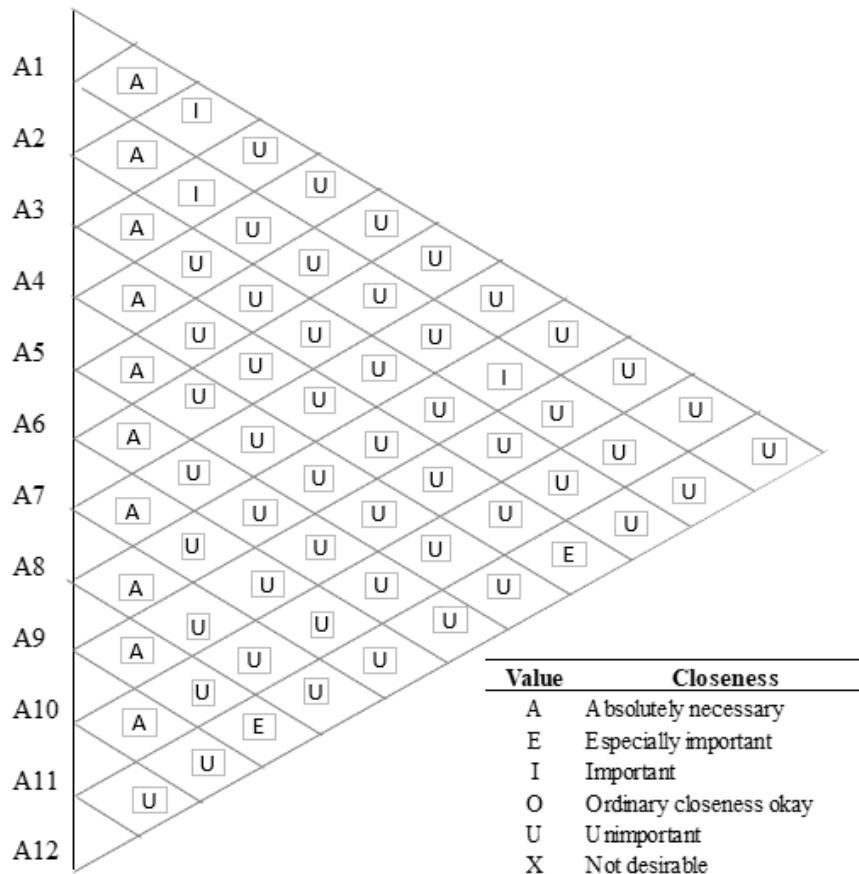 A1
A
I
A2
A U
I U
A3
A U U
U U U
A4
A U U U
U U U U
A5
A U U I U
U U U U U
A6
A U U U U U
U U U U U
A7
A U U U U
U U U E
A8
A U U U
U U U
A9
A U U
U U
A10
A E
U
A11
U
A12
Value Closeness
A Absolutely necessary
E Especially important
I Important
O Ordinary closeness okay
U Unimportant
X Not desirable